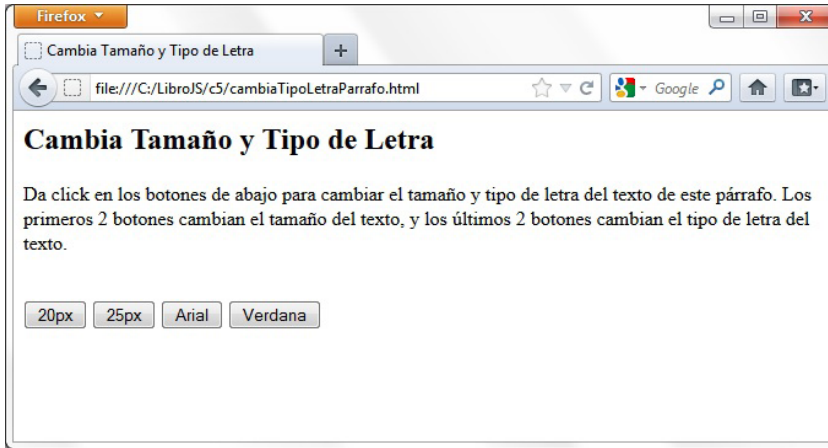 Firefox
Cambia Tamaño y Tipo de Letra
file:///C:/LibroJS/c5/cambiaTipoLetraParrafo.html
Google
Cambia Tamaño y Tipo de Letra
Da click en los botones de abajo para cambiar el tamaño y tipo de letra del texto de este párrafo. Los
primeros 2 botones cambian el tamaño del texto, y los últimos 2 botones cambian el tipo de letra del
texto.
20px 25px Arial Verdana